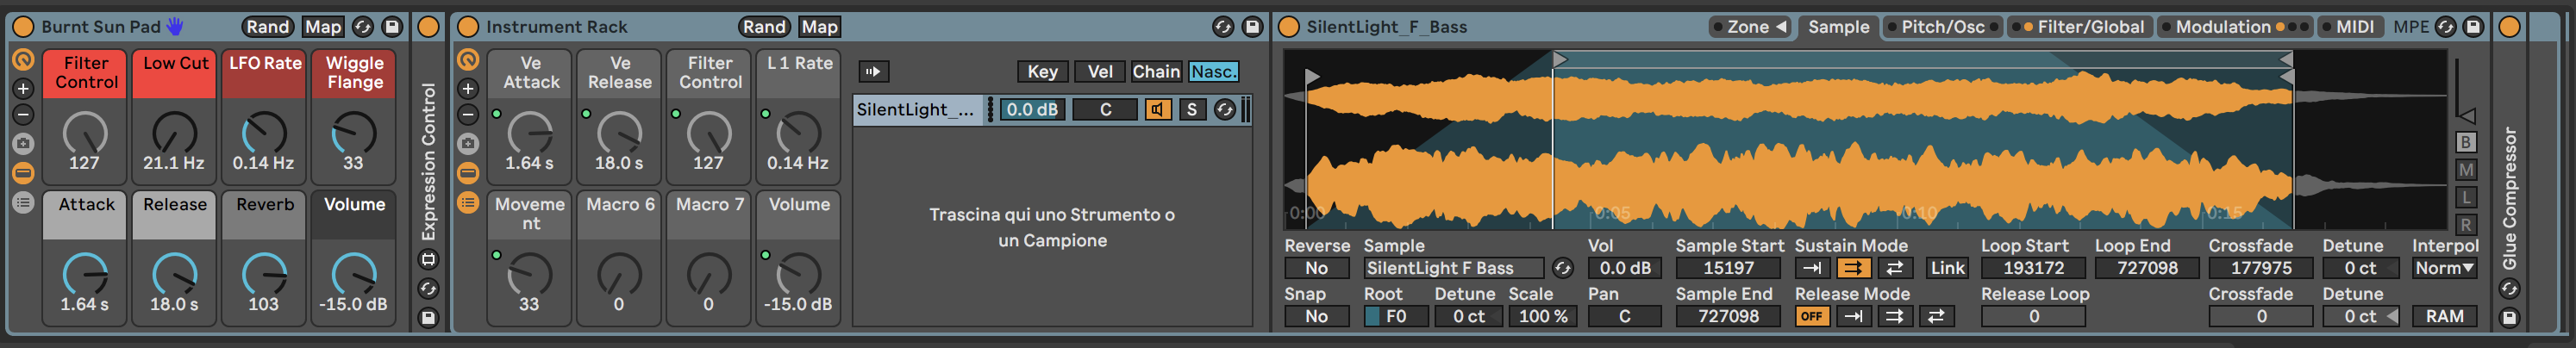 Burnt Sun Pad Rand Map
Filter Control Low Cut LFO Rate Wiggle Flange
127 21.1 Hz 0.14 Hz 33
Attack Release Reverb Volume
1.64 s 18.0 s 103 -15.0 dB
Expression Control
Instrument Rack Rand Map
Ve Attack Ve Release Filter Control L 1 Rate
1.64 s 18.0 s 127 0.14 Hz
Moveme nt Macro 6 Macro 7 Volume
33 0 0 -15.0 dB
Key Vel Chain Nasc.
SilentLight_... 0.0 dB C S
Trascina qui uno Strumento o
un Campione
SilentLight_F_Bass Zone Sample Pitch/Osc Filter/Global Modulation MIDI MPE
B
M
L
R
0:00 0:05 0:10 0:15
Reverse Sample Vol Sample Start Sustain Mode Loop Start Loop End Crossfade Detune Interpol
No SilentLight F Bass 0.0 dB 15197 Link 193172 727098 177975 0 ct Norm
Snap Root Detune Scale Pan Sample End Release Mode Release Loop Crossfade Detune
No F0 0 ct 100 % C 727098 OFF 0 0 0 ct RAM
Glue Compressor